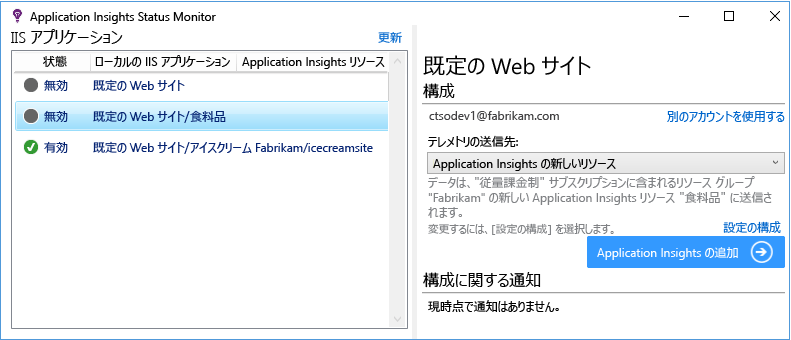 Application Insights Status Monitor
IIS アプリケーション 更新
状態 ローカルの IIS アプリケーション Application Insights リソース
無効 既定の Web サイト
無効 既定の Web サイト/食料品
有効 既定の Web サイト/アイスクリーム Fabrikam/icecreamsite
既定の Web サイト
構成
ctsodev1@fabrikam.com 別のアカウントを使用する
テレメトリの送信先:
Application Insights の新しいリソース
データは、"従量課金制" サブスクリプションに含まれるリソース グループ
"Fabrikam" の新しい Application Insights リソース "食料品" に送信さ
れます。
変更するには、[設定の構成] を選択します。 設定の構成
Application Insights の追加
構成に関する通知
現時点で通知はありません。